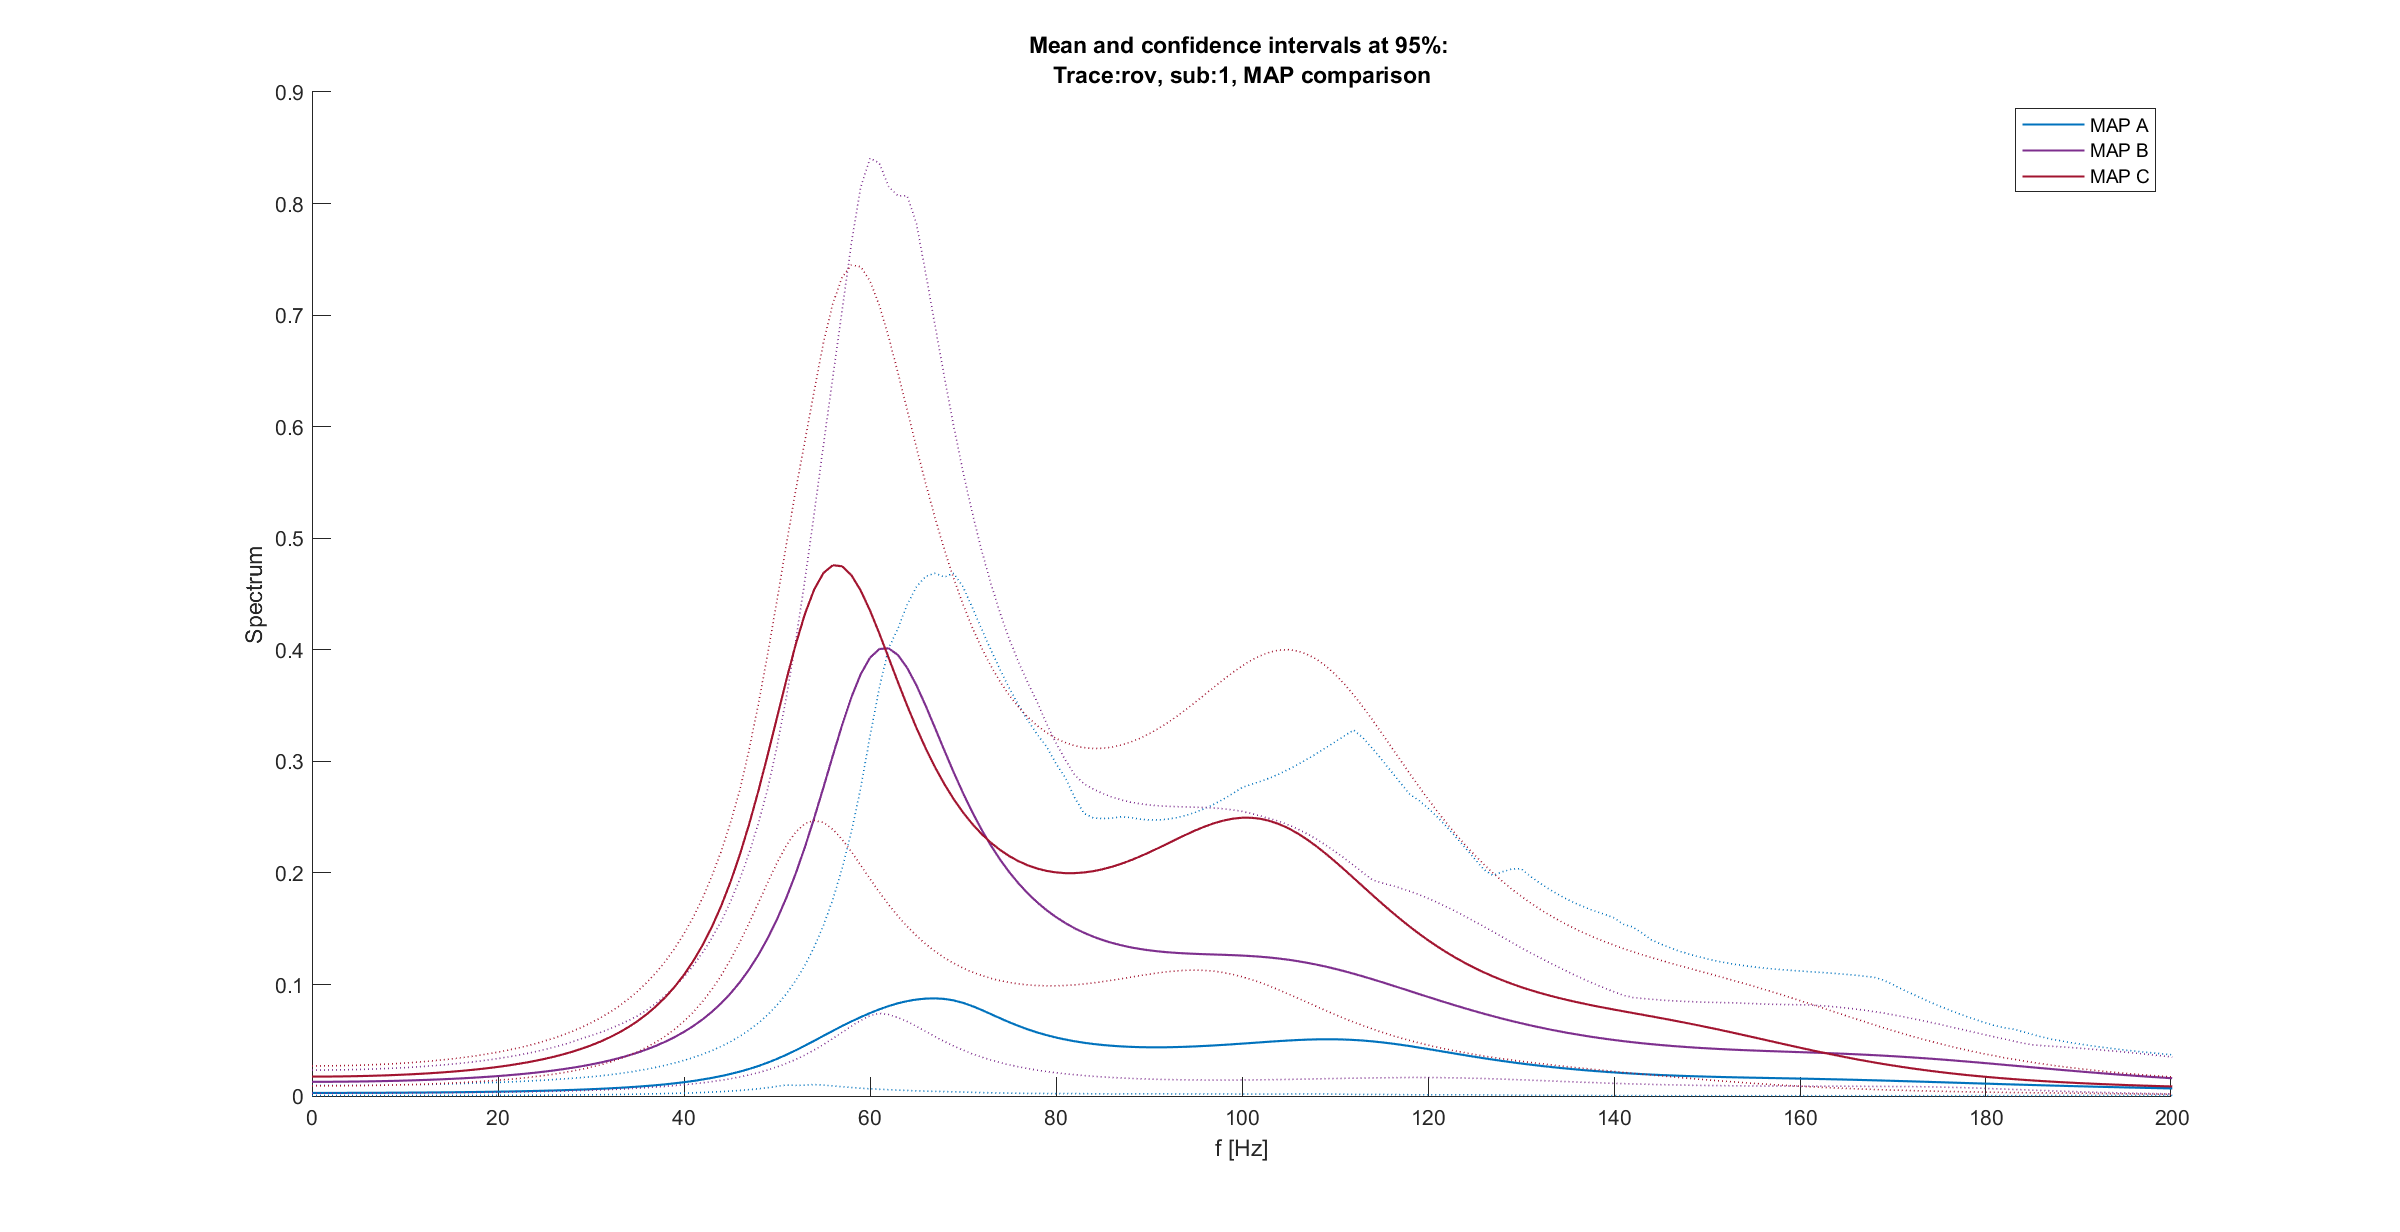 Mean and confidence intervals at 95%:
Trace:rov, sub:1, MAP comparison
MAP A
MAP B
MAP C
0.9
0.8
0.7
0.6
0.5
0.4
0.3
0.2
0.1
0
Spectrum
0 20 40 60 80 100 120 140 160 180 200
f [Hz]